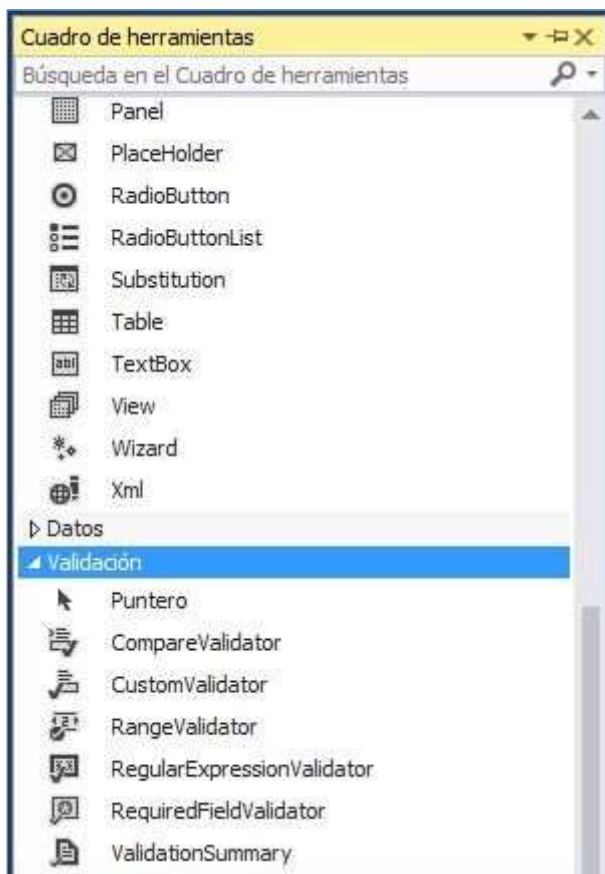 Cuadro de herramientas
Búsqueda en el Cuadro de herramientas
Panel
PlaceHolder
RadioButton
RadioButtonList
Substitution
Table
TextBox
View
Wizard
Xml
Datos
Validación
Puntero
CompareValidator
CustomValidator
RangeValidator
RegularExpressionValidator
RequiredFieldValidator
ValidationSummary